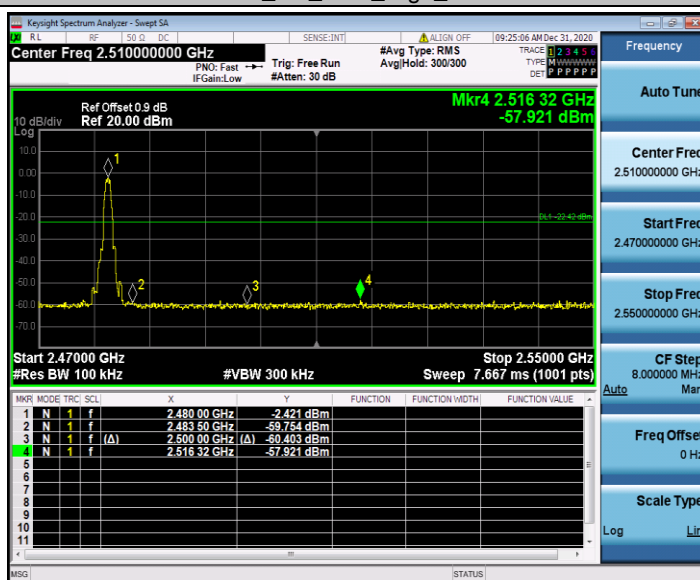 Keysight Spectrum Analyzer - Swept SA
RL RF 50 Ω DC SENSE:INT ALIGN OFF 09:25:06 AM Dec 31, 2020
Center Freq 2.510000000 GHz #Avg Type: RMS TRACE 1 2 3 4 5 6
PNO: Fast Trig: Free Run Avg|Hold: 300/300 TYPE M WWWWW
IFGain:Low #Atten: 30 dB DET P P P P P P
Frequency
Mkr4 2.516 32 GHz
-57.921 dBm
Ref Offset 0.9 dB
10 dB/div Ref 20.00 dBm
Log
10.0
0.00
-10.0
-20.0
-30.0
-40.0
-50.0
-60.0
-70.0
1
2
3
4
DL1 -22.42 dBm
Start 2.47000 GHz Stop 2.55000 GHz
#Res BW 100 kHz #VBW 300 kHz Sweep 7.667 ms (1001 pts)
MKR MODE TRC SCL X Y FUNCTION FUNCTION WIDTH FUNCTION VALUE
1 N 1 f 2.480 00 GHz -2.421 dBm
2 N 1 f 2.483 50 GHz -59.754 dBm
3 N 1 f (Δ) 2.500 00 GHz (Δ) -60.403 dBm
4 N 1 f 2.516 32 GHz -57.921 dBm
5
6
7
8
9
10
11
MSG STATUS
Auto Tune
Center Freq
2.510000000 GHz
Start Freq
2.470000000 GHz
Stop Freq
2.550000000 GHz
CF Step
8.000000 MHz
Auto Man
Freq Offset
0 Hz
Scale Type
Log Lin